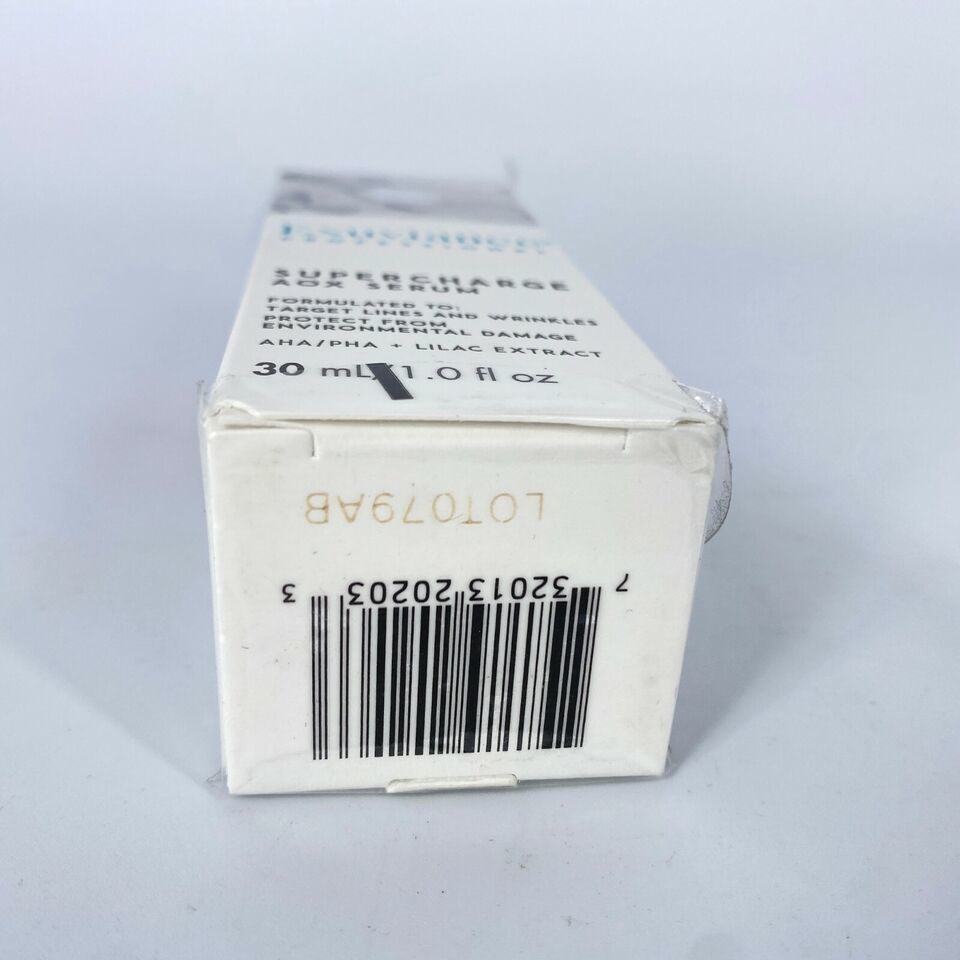 PROFESSIONAL
SUPERCHARGE
AOX SERUM
FORMULATED TO:
TARGET LINES AND WRINKLES
PROTECT FROM
ENVIRONMENTAL DAMAGE
AHA/PHA + LILAC EXTRACT
30 mL/1.0 fl oz
LOT079AB
7 32013 20203 3